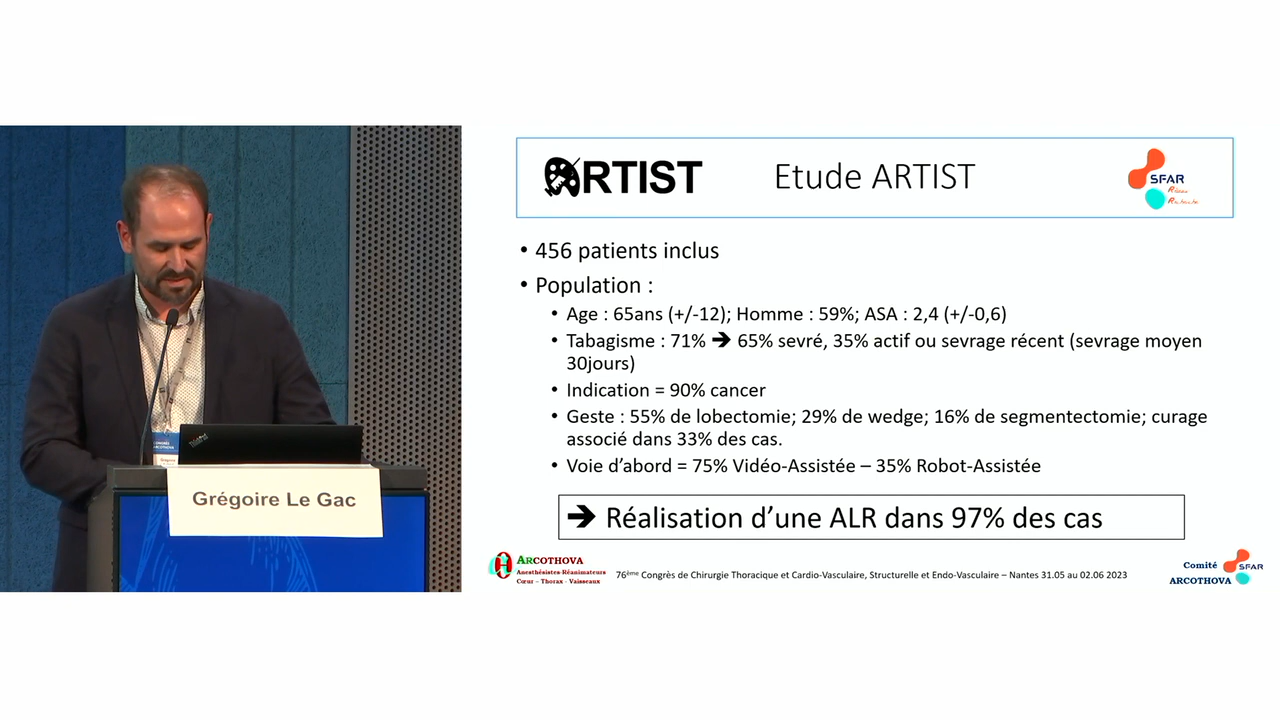 ARTIST
Etude ARTIST
SFAR
• 456 patients inclus
• Population :
• Age : 65ans (+/-12); Homme : 59%; ASA : 2,4 (+/-0,6)
• Tabagisme : 71% ➔ 65% sevré, 35% actif ou sevrage récent (sevrage moyen
30jours)
• Indication = 90% cancer
• Geste : 55% de lobectomie; 29% de wedge; 16% de segmentectomie; curage
associé dans 33% des cas.
• Voie d’abord = 75% Vidéo-Assistée – 35% Robot-Assistée
➔ Réalisation d’une ALR dans 97% des cas
ARCOTHOVA
Anesthésistes-Réanimateurs
Cœur – Thorax - Vaisseaux
76ème Congrès de Chirurgie Thoracique et Cardio-Vasculaire, Structurelle et Endo-Vasculaire – Nantes 31.05 au 02.06 2023
Comité
SFAR
ARCOTHOVA
ThinkPad
Grégoire Le Gac